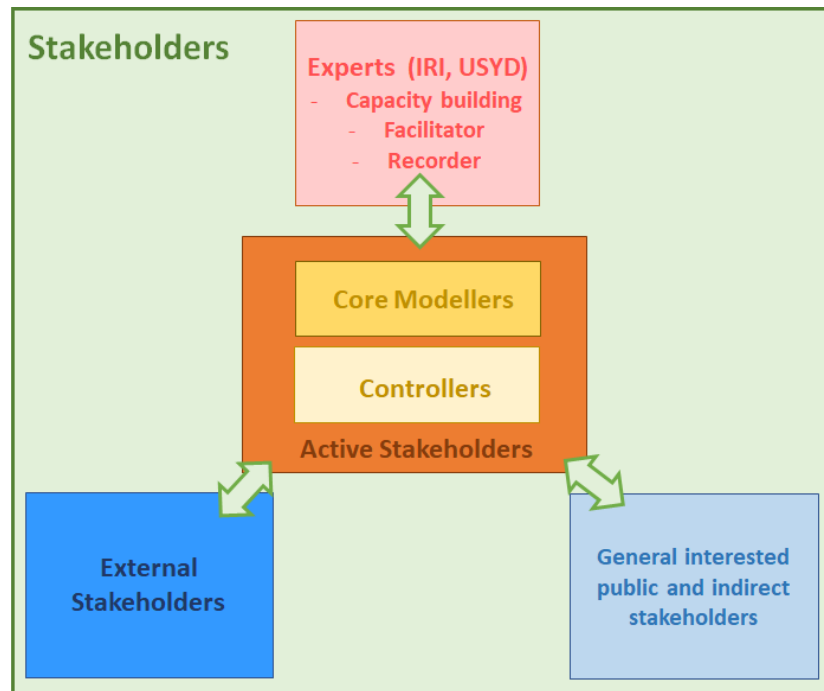 Stakeholders
Experts (IRI, USYD)
- Capacity building
- Facilitator
- Recorder
Core Modellers
Controllers
Active Stakeholders
External
Stakeholders
General interested
public and indirect
stakeholders